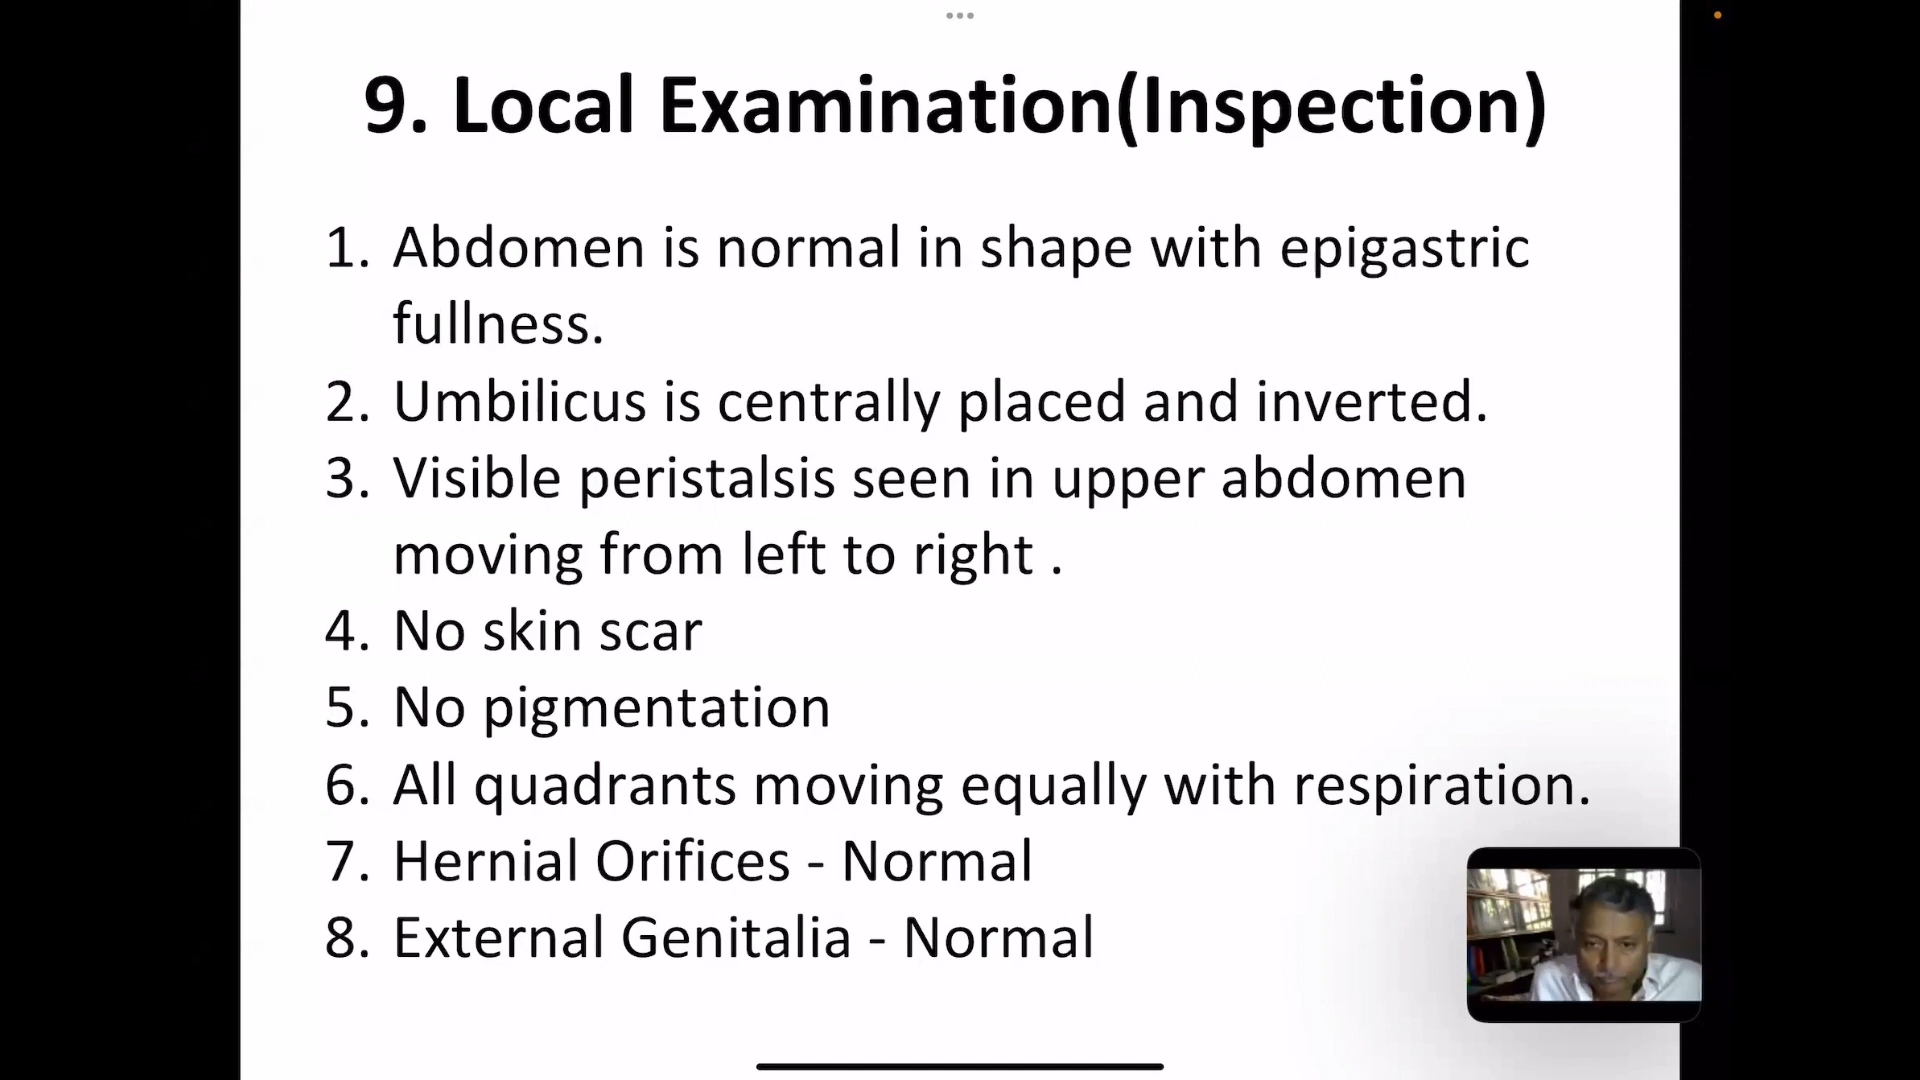 9. Local Examination(Inspection)
1. Abdomen is normal in shape with epigastric
fullness.
2. Umbilicus is centrally placed and inverted.
3. Visible peristalsis seen in upper abdomen
moving from left to right .
4. No skin scar
5. No pigmentation
6. All quadrants moving equally with respiration.
7. Hernial Orifices - Normal
8. External Genitalia - Normal